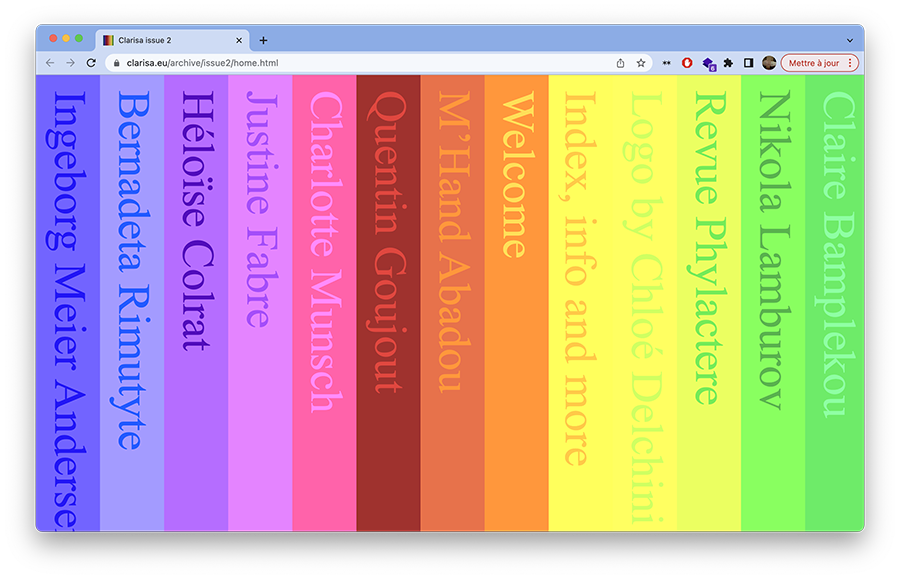 Clarisa issue 2
clarisa.eu/archive/issue2/home.html
Mettre à jour
Ingeborg Meier Anderse
Bernadeta Rimutyte
Héloïse Colrat
Justine Fabre
Charlotte Munsch
Quentin Goujout
M'Hand Abadou
Welcome
Index, info and more
Logo by Chloé Delchini
Revue Phylactere
Nikola Lamburov
Claire Bamplekou